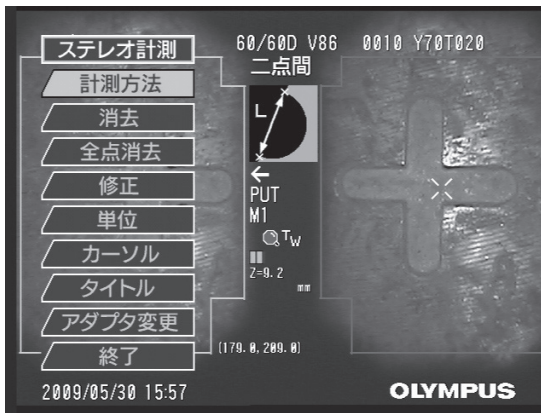 ステレオ計測
計測方法
消去
全点消去
修正
単位
カーソル
タイトル
アダプタ変更
終了
60/60D V86 0010 Y70T020
二点間
L
←
PUT
M1
TW
Z=9.2
mm
(179.0,209.0)
2009/05/30 15:57
OLYMPUS